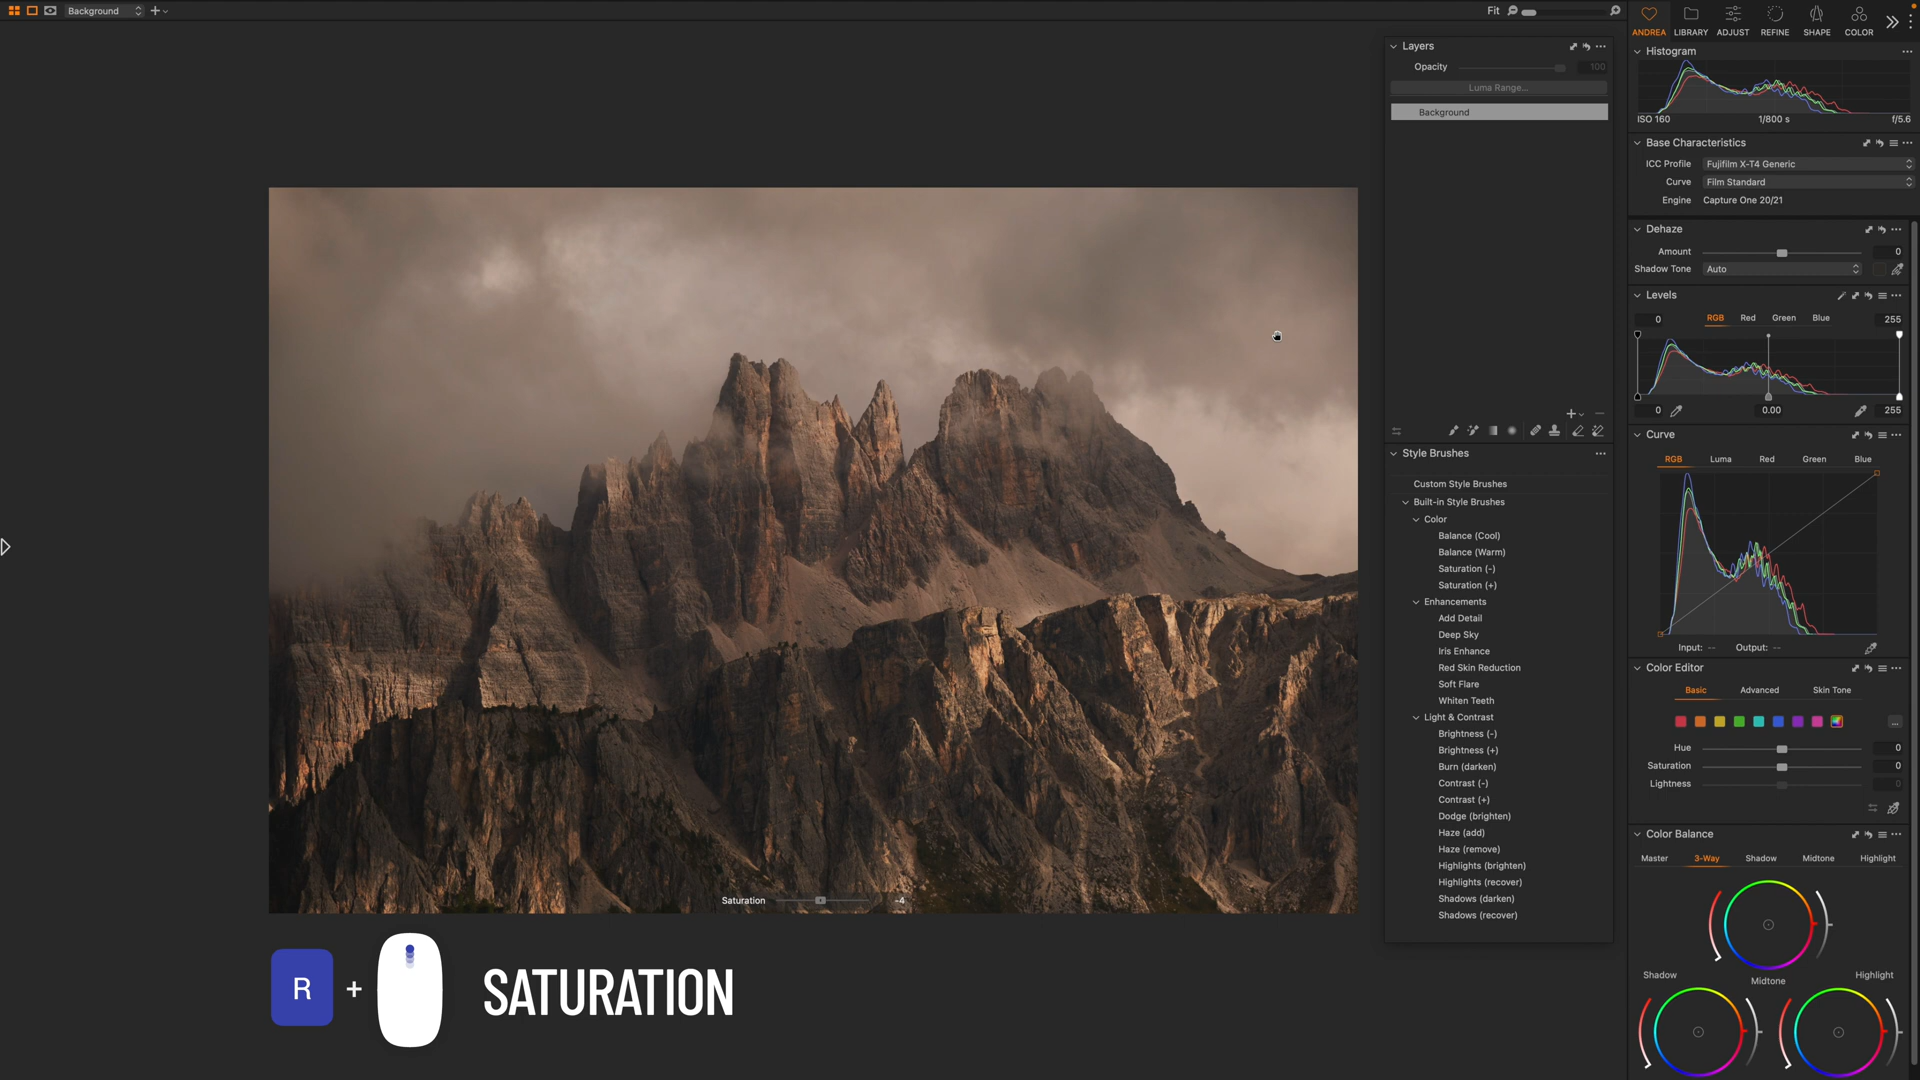 Background
Fit
ANDREA LIBRARY ADJUST REFINE SHAPE COLOR
Layers
Opacity 100
Luma Range...
Background
Style Brushes
Custom Style Brushes
Built-in Style Brushes
Color
Balance (Cool)
Balance (Warm)
Saturation (-)
Saturation (+)
Enhancements
Add Detail
Deep Sky
Iris Enhance
Red Skin Reduction
Soft Flare
Whiten Teeth
Light & Contrast
Brightness (-)
Brightness (+)
Burn (darken)
Contrast (-)
Contrast (+)
Dodge (brighten)
Haze (add)
Haze (remove)
Highlights (brighten)
Highlights (recover)
Shadows (darken)
Shadows (recover)
Histogram
ISO 160 1/800 s f/5.6
Base Characteristics
ICC Profile Fujifilm X-T4 Generic
Curve Film Standard
Engine Capture One 20/21
Dehaze
Amount 0
Shadow Tone Auto
Levels
0 RGB Red Green Blue 255
0 0.00 255
Curve
RGB Luma Red Green Blue
Input: -- Output: --
Color Editor
Basic Advanced Skin Tone
...
Hue 0
Saturation 0
Lightness 0
Color Balance
Master 3-Way Shadow Midtone Highlight
Shadow Midtone Highlight
Saturation -4
R + SATURATION